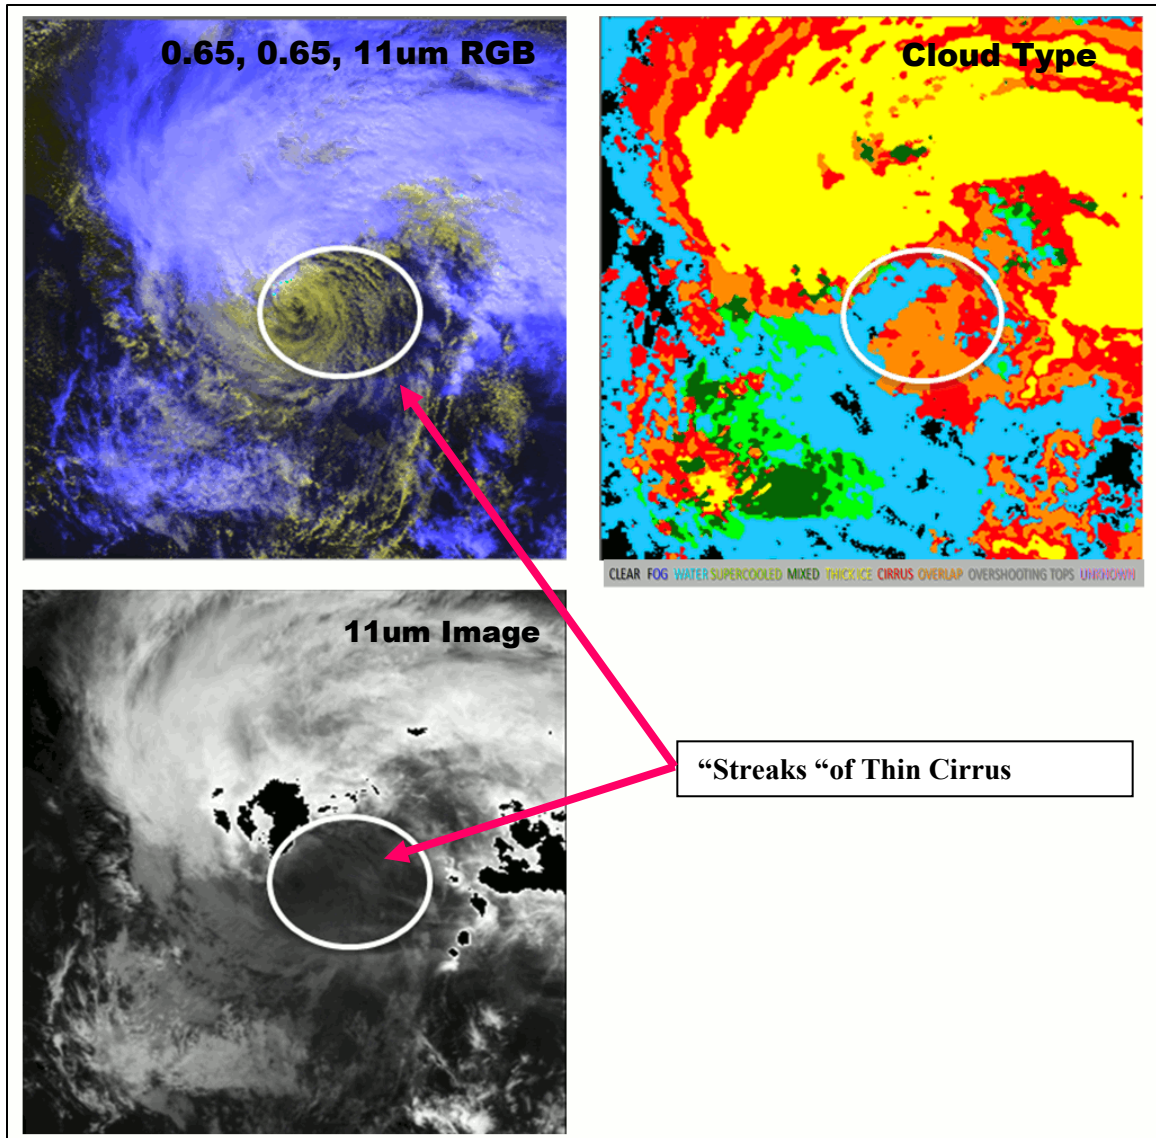 0.65, 0.65, 11um RGB
Cloud Type
CLEAR FOG WATER SUPERCOOLED MIXED THICK ICE CIRRUS OVERLAP OVERSHOOTING TOPS UNKNOWN
11um Image
“Streaks “of Thin Cirrus